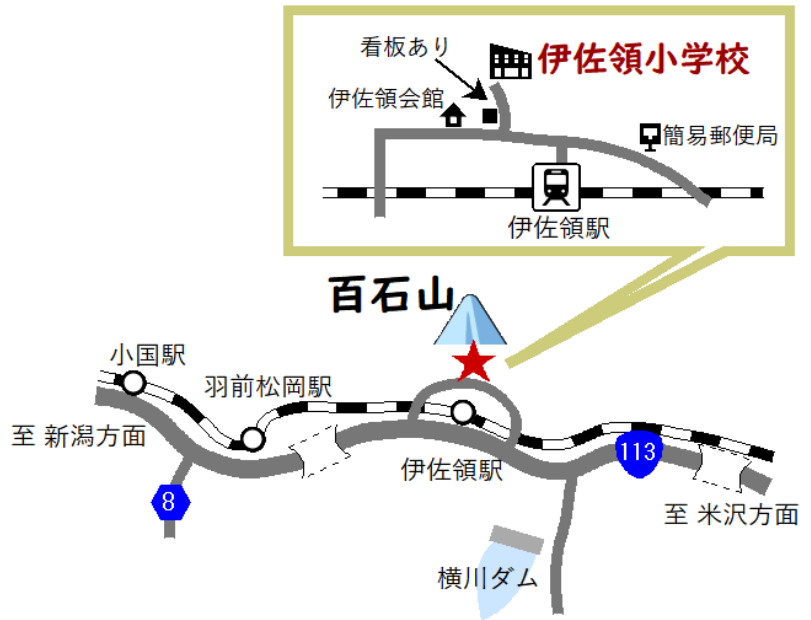 看板あり
伊佐領小学校
伊佐領会館
簡易郵便局
伊佐領駅
百石山
小国駅
羽前松岡駅
至 新潟方面
伊佐領駅
113
8
至 米沢方面
横川ダム